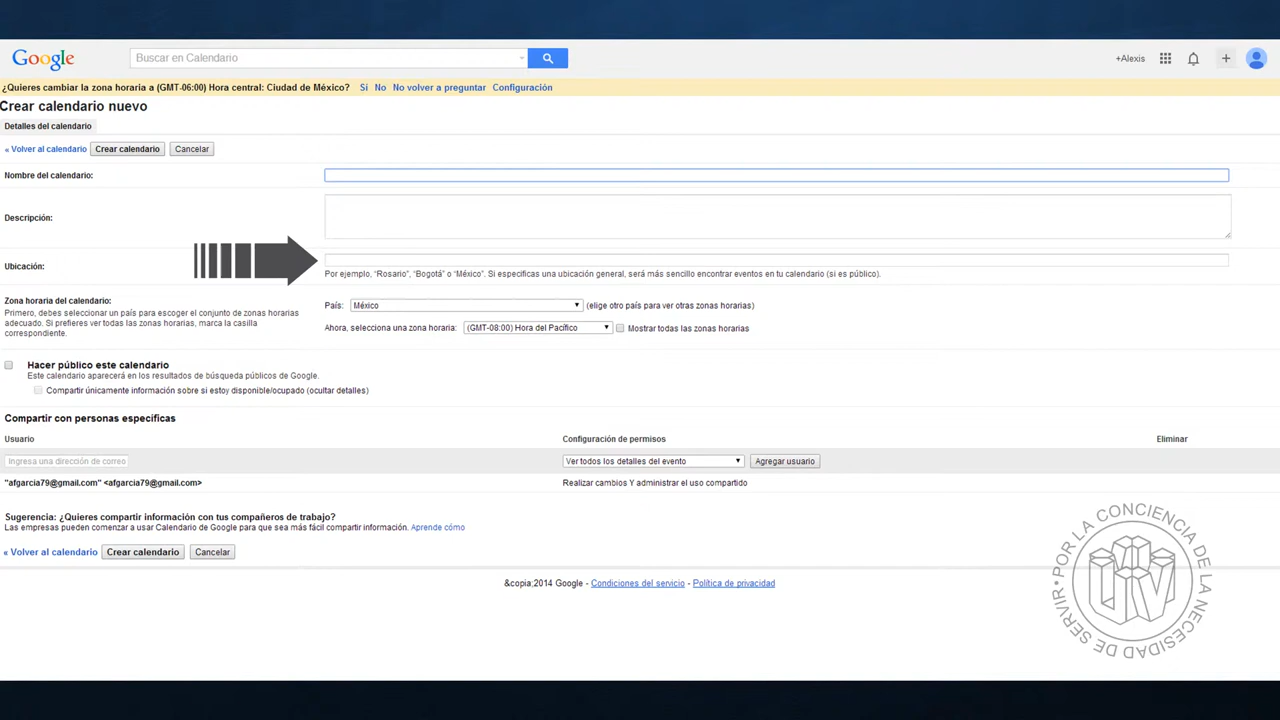 Google
Buscar en Calendario
+Alexis
¿Quieres cambiar la zona horaria a (GMT-06:00) Hora central: Ciudad de México? Sí No No volver a preguntar Configuración
Crear calendario nuevo
Detalles del calendario
« Volver al calendario Crear calendario Cancelar
Nombre del calendario:
Descripción:
Ubicación:
Por ejemplo, “Rosario”, “Bogotá” o “México”. Si especificas una ubicación general, será más sencillo encontrar eventos en tu calendario (si es público).
Zona horaria del calendario:
Primero, debes seleccionar un país para escoger el conjunto de zonas horarias
adecuado. Si prefieres ver todas las zonas horarias, marca la casilla
correspondiente.
País: México (elige otro país para ver otras zonas horarias)
Ahora, selecciona una zona horaria: (GMT-08:00) Hora del Pacífico Mostrar todas las zonas horarias
Hacer público este calendario
Este calendario aparecerá en los resultados de búsqueda públicos de Google.
Compartir únicamente información sobre si estoy disponible/ocupado (ocultar detalles)
Compartir con personas específicas
Usuario Configuración de permisos Eliminar
Ingresa una dirección de correo Ver todos los detalles del evento Agregar usuario
"afgarcia79@gmail.com" <afgarcia79@gmail.com> Realizar cambios Y administrar el uso compartido
Sugerencia: ¿Quieres compartir información con tus compañeros de trabajo?
Las empresas pueden comenzar a usar Calendario de Google para que sea más fácil compartir información. Aprende cómo
« Volver al calendario Crear calendario Cancelar
&copia;2014 Google - Condiciones del servicio - Política de privacidad
• POR LA CONCIENCIA DE LA NECESIDAD DE SERVIR